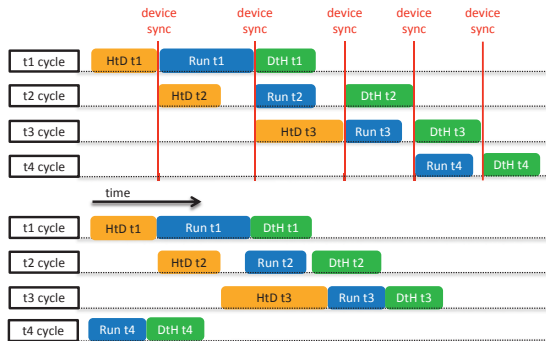 device sync device sync device sync device sync device sync
t1 cycle HtD t1 Run t1 DtH t1
t2 cycle HtD t2 Run t2 DtH t2
t3 cycle HtD t3 Run t3 DtH t3
t4 cycle Run t4 DtH t4
time
t1 cycle HtD t1 Run t1 DtH t1
t2 cycle HtD t2 Run t2 DtH t2
t3 cycle HtD t3 Run t3 DtH t3
t4 cycle Run t4 DtH t4